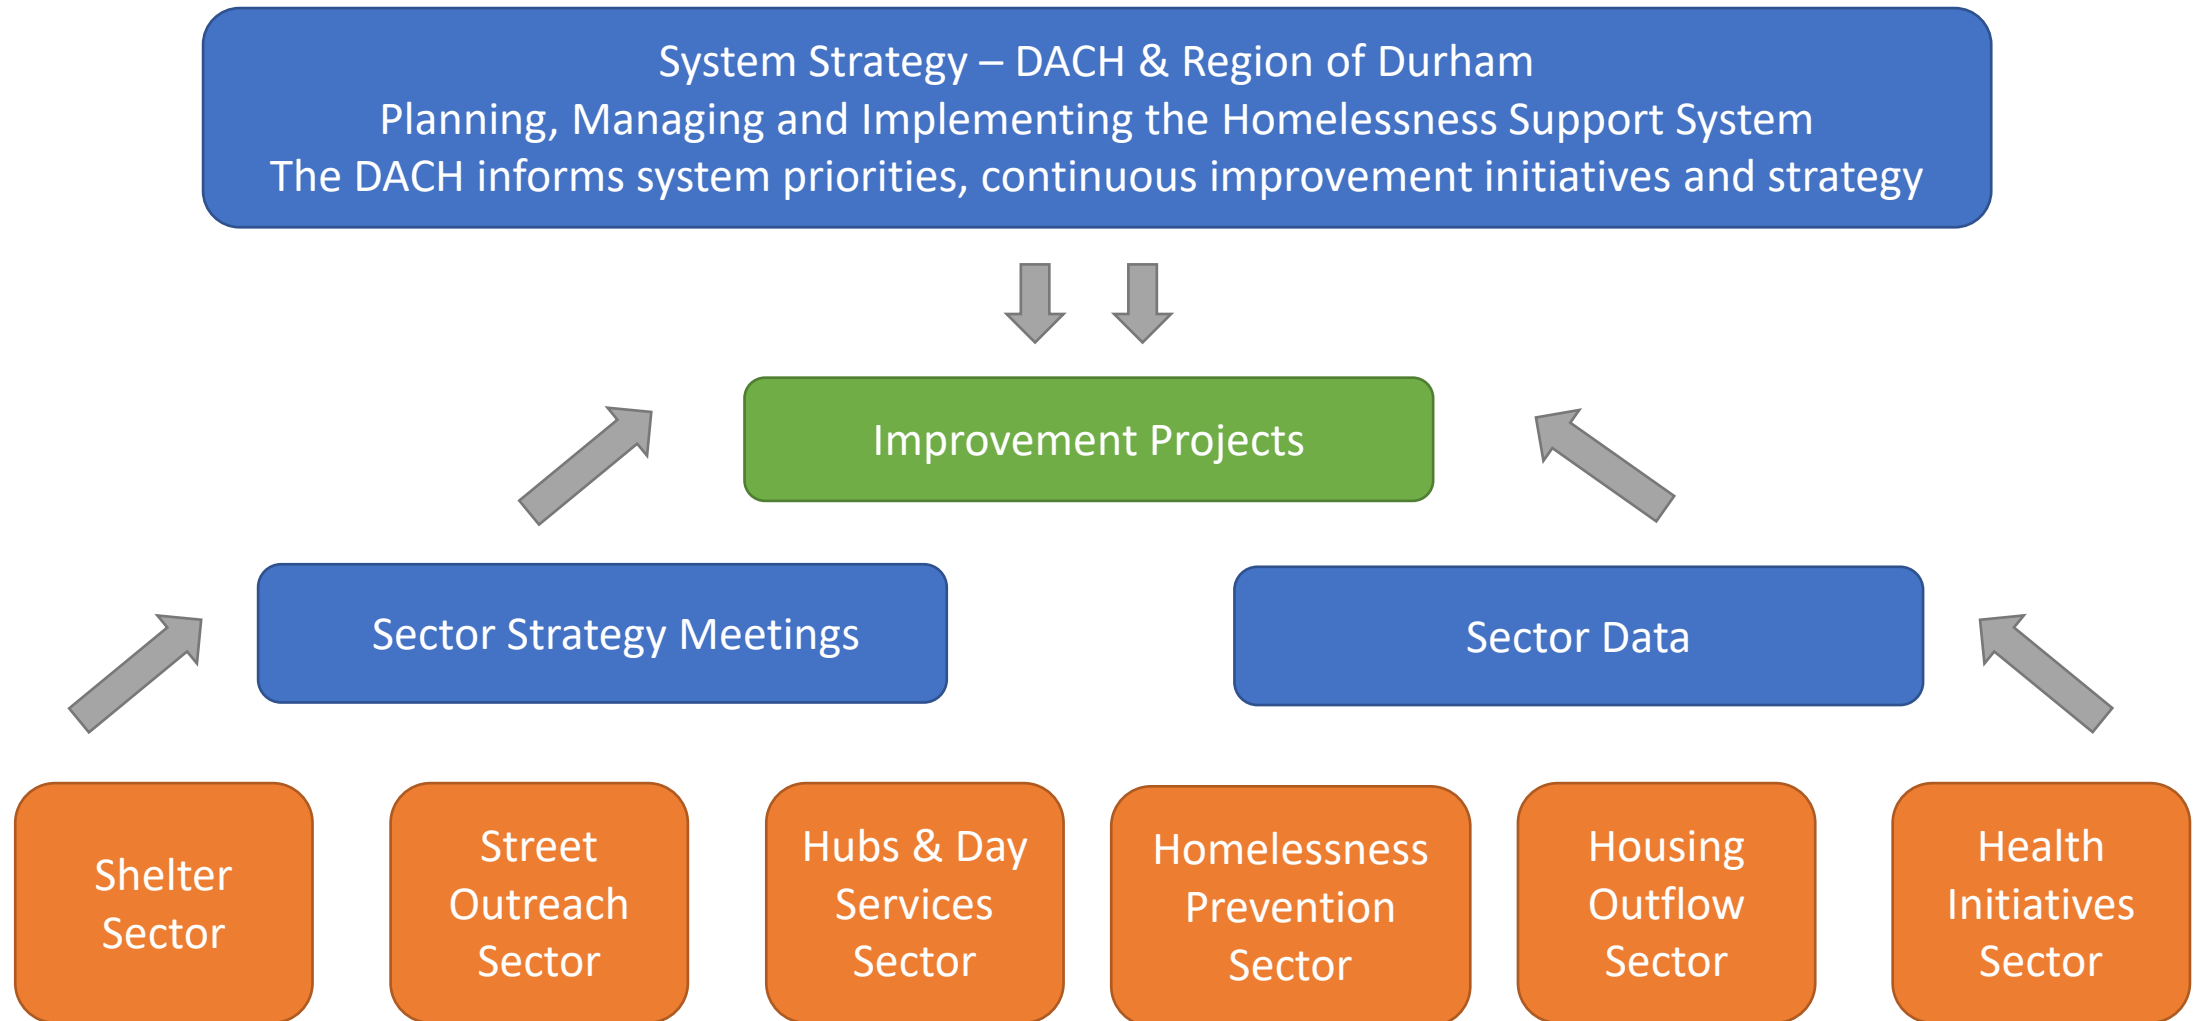 System Strategy – DACH & Region of Durham
Planning, Managing and Implementing the Homelessness Support System
The DACH informs system priorities, continuous improvement initiatives and strategy
Improvement Projects
Sector Strategy Meetings
Sector Data
Shelter
Sector
Street
Outreach
Sector
Hubs & Day
Services
Sector
Homelessness
Prevention
Sector
Housing
Outflow
Sector
Health
Initiatives
Sector